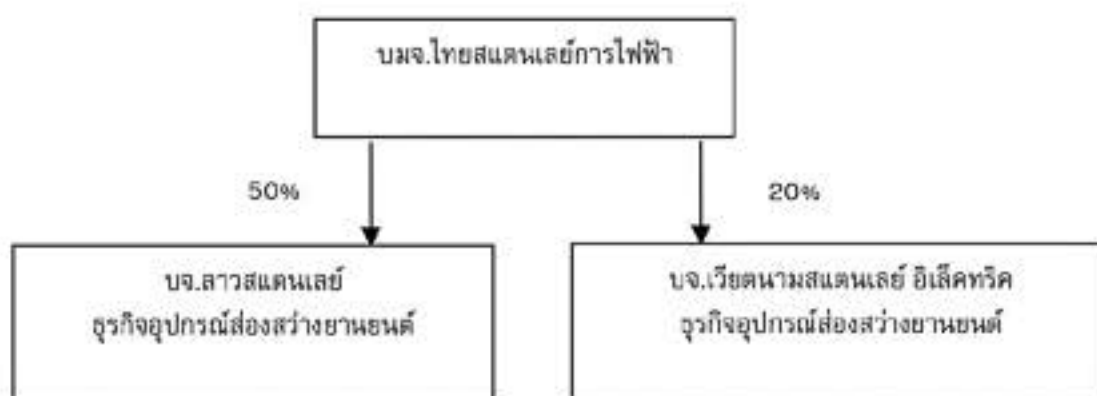 บมจ.ไทยสแตนเลย์การไฟฟ้า
50%
20%
บจ.ลาวสแตนเลย์
ธุรกิจอุปกรณ์ส่องสว่างยานยนต์
บจ.เวียตนามสแตนเลย์ อิเล็คทริค
ธุรกิจอุปกรณ์ส่องสว่างยานยนต์